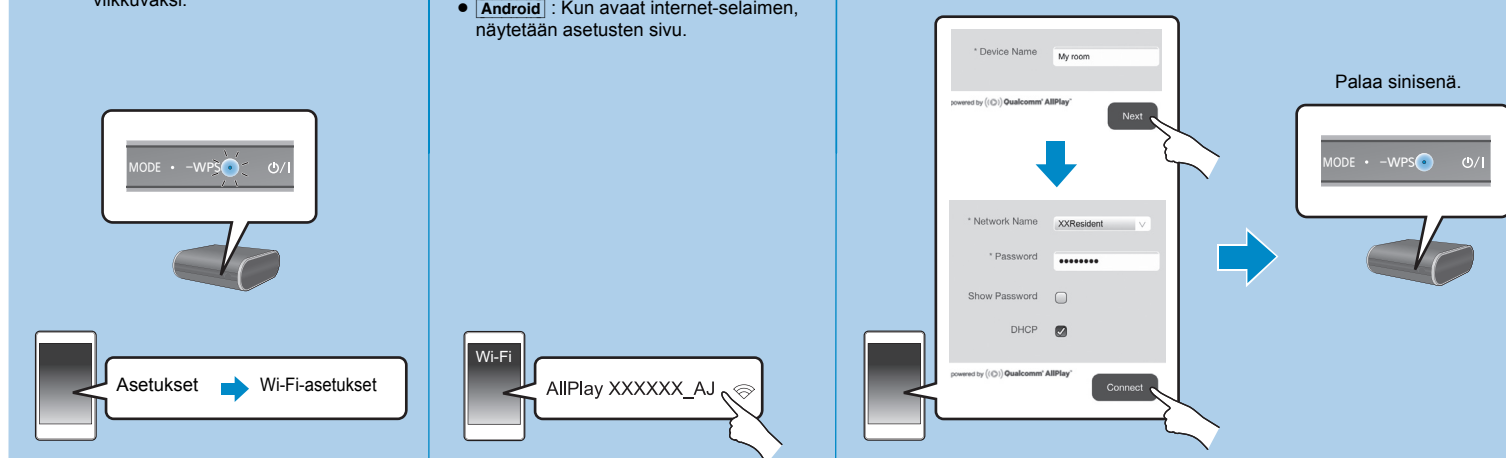 vilkkuvaksi.
MODE • –WPS ⏻/I
Asetukset Wi-Fi-asetukset
• Android : Kun avaat internet-selaimen,
näytetään asetusten sivu.
Wi-Fi
AllPlay XXXXXX_AJ
* Device Name My room
powered by ((O)) Qualcomm® AllPlay™
Next
* Network Name XXResident V
* Password ••••••••
Show Password
DHCP
powered by ((O)) Qualcomm® AllPlay™
Connect
Palaa sinisenä.
MODE • –WPS ⏻/I